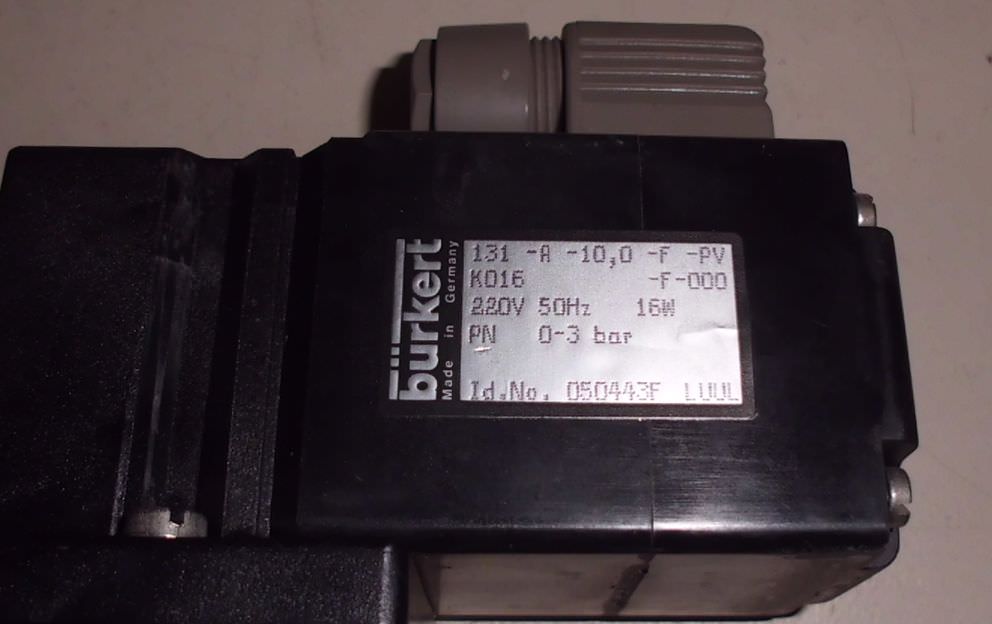 bürkert
Made in Germany
131 -A -10,0 -F -PV
K016 -F-000
220V 50Hz 16W
PN 0-3 bar
Id.No. 050443F LUUL